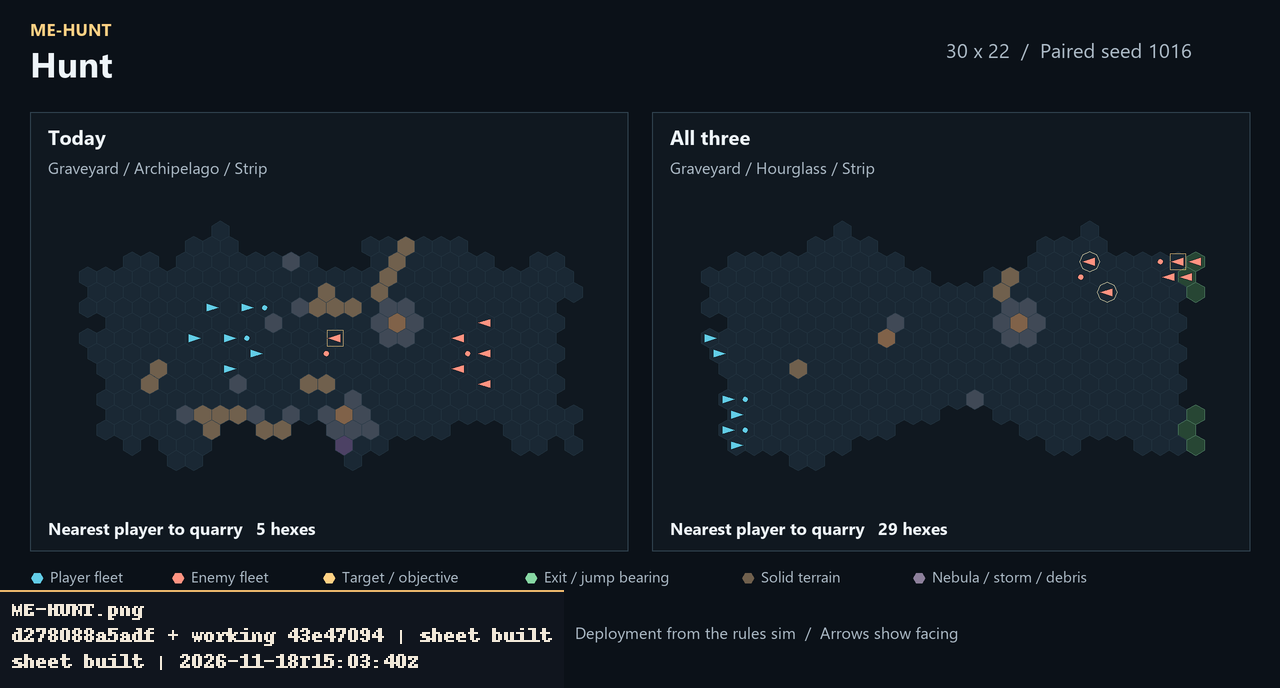 ME-HUNT
Hunt
30 x 22 / Paired seed 1016
Today
Graveyard / Archipelago / Strip
Nearest player to quarry 5 hexes
All three
Graveyard / Hourglass / Strip
Nearest player to quarry 29 hexes
Player fleet
Enemy fleet
Target / objective
Exit / jump bearing
Solid terrain
Nebula / storm / debris
ME-HUNT.png
d278088a5adf + working 43e47094 | sheet built
sheet built | 2026-11-18T15:03:40Z
Deployment from the rules sim / Arrows show facing